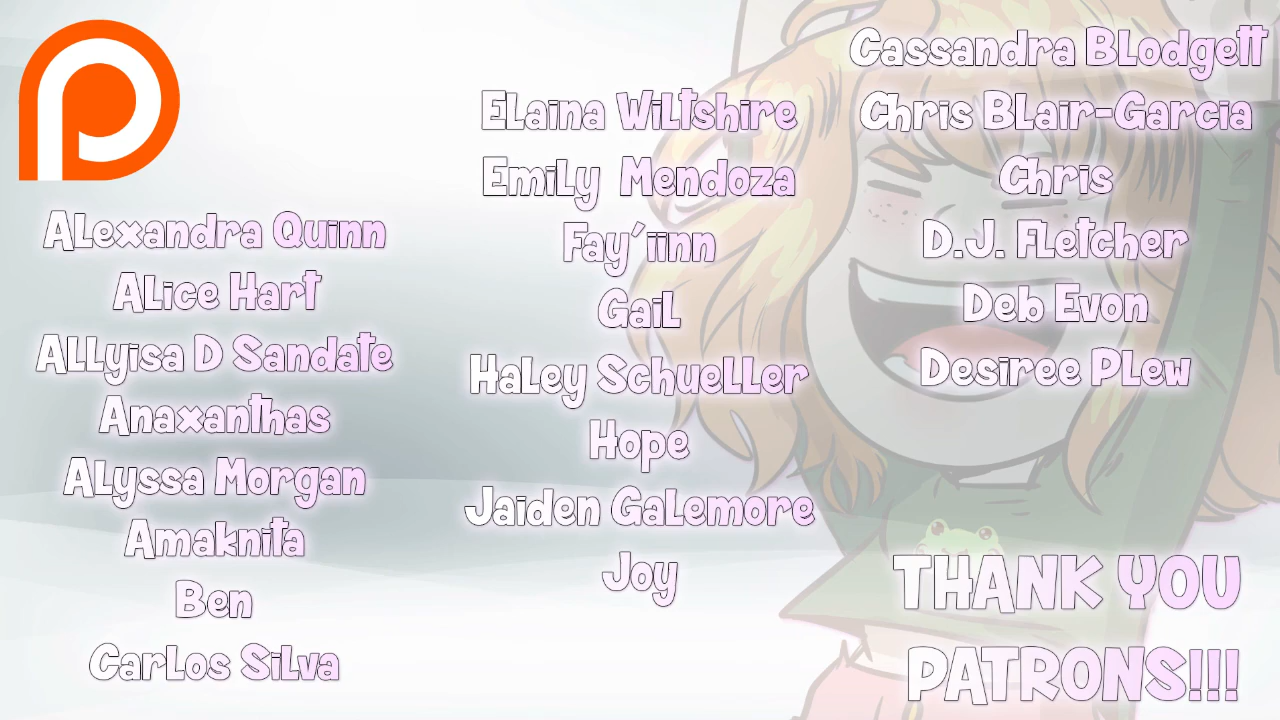 Alexandra Quinn
Alice Hart
Allyisa D Sandate
Anaxanthas
Alyssa Morgan
Amaknita
Ben
Carlos Silva
Elaina Wiltshire
Emily Mendoza
Fay'iinn
Gail
Haley Schueller
Hope
Jaiden Galemore
Joy
Cassandra Blodgett
Chris Blair-Garcia
Chris
D.J. Fletcher
Deb Evon
Desiree Plew
THANK YOU
PATRONS!!!